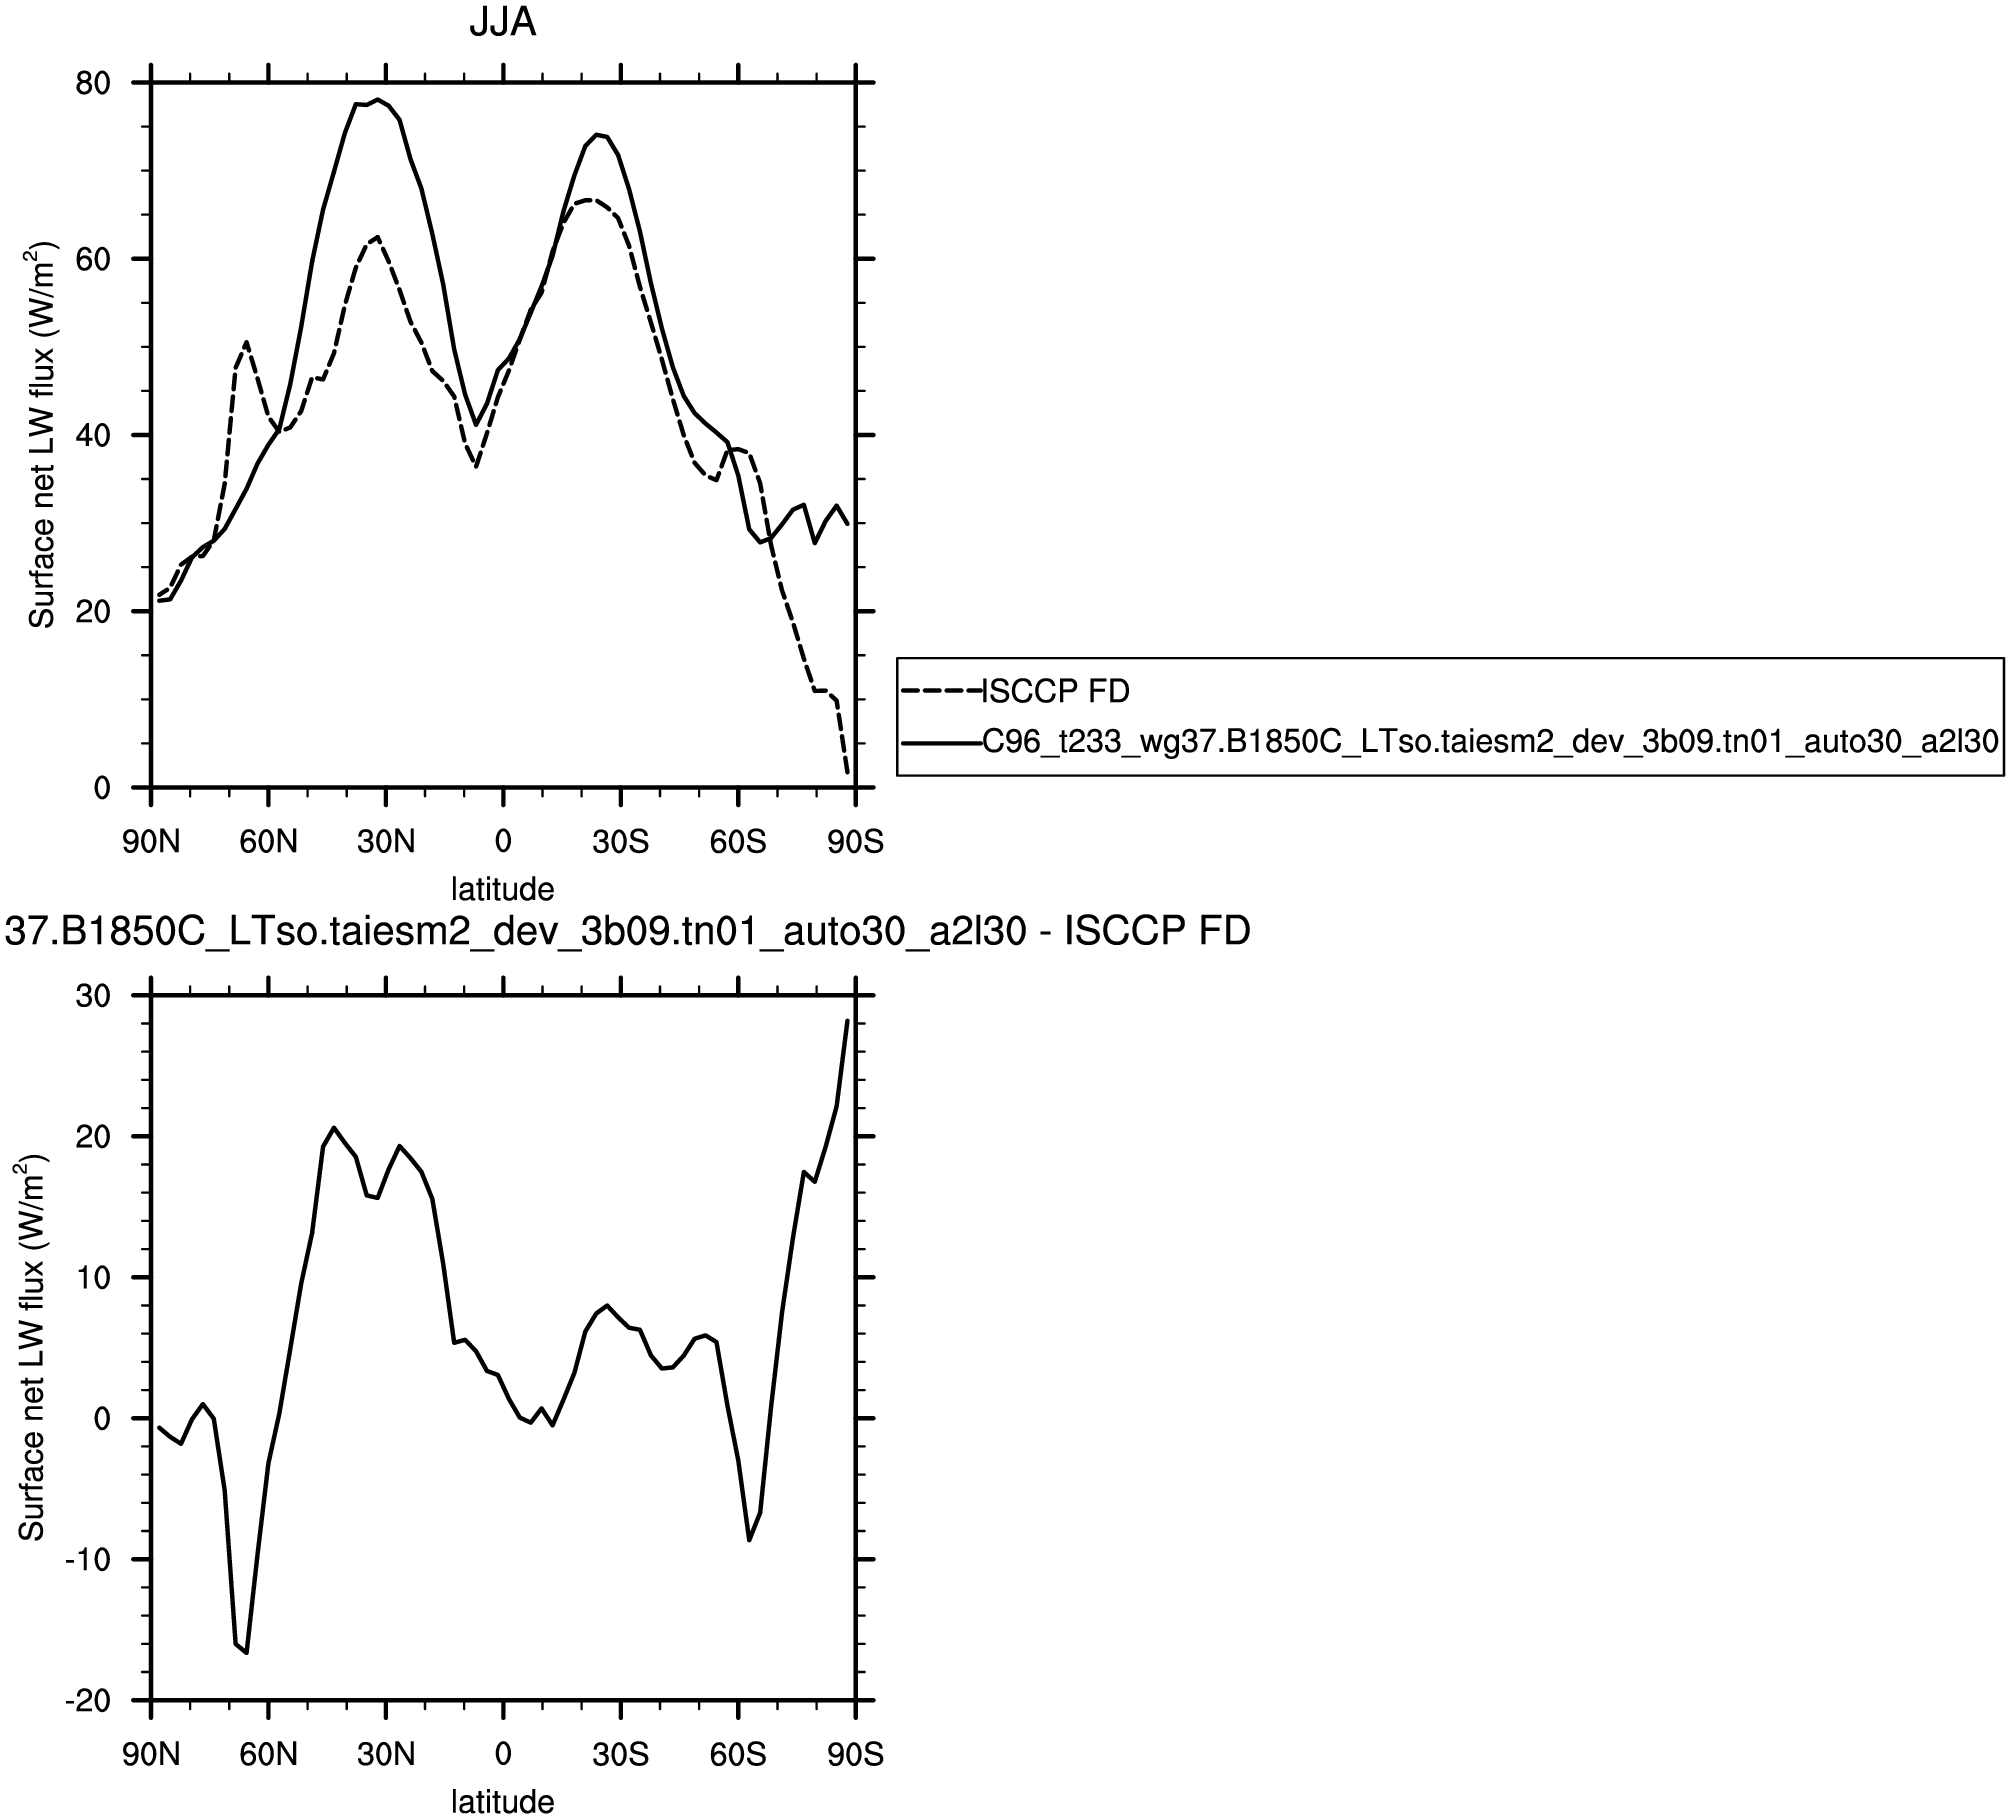 JJA
80
60
40
20
0
Surface net LW flux (W/m2)
90N 60N 30N 0 30S 60S 90S
latitude
ISCCP FD
C96_t233_wg37.B1850C_LTso.taiesm2_dev_3b09.tn01_auto30_a2l30
37.B1850C_LTso.taiesm2_dev_3b09.tn01_auto30_a2l30 - ISCCP FD
30
20
10
0
-10
-20
Surface net LW flux (W/m2)
90N 60N 30N 0 30S 60S 90S
latitude